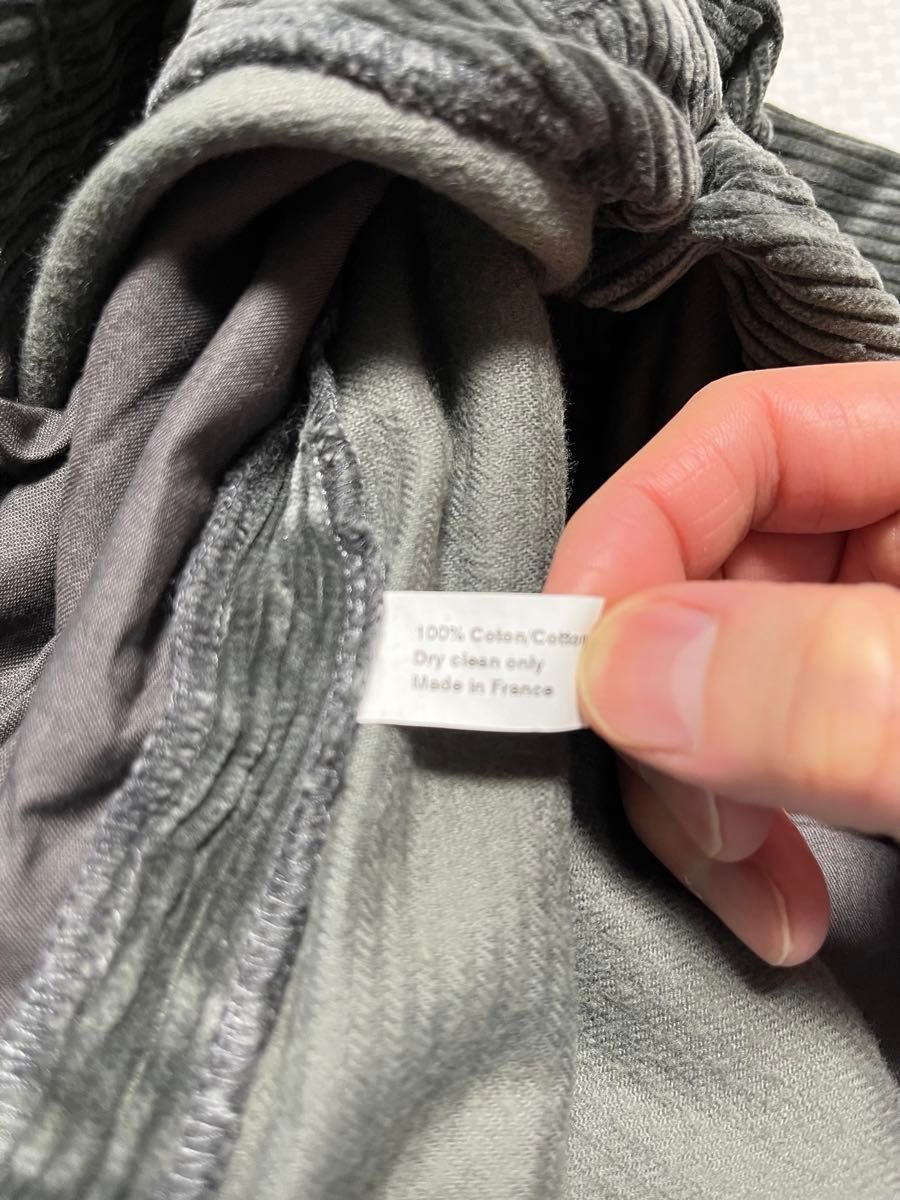 100% Coton/Cotton
Dry clean only
Made in France